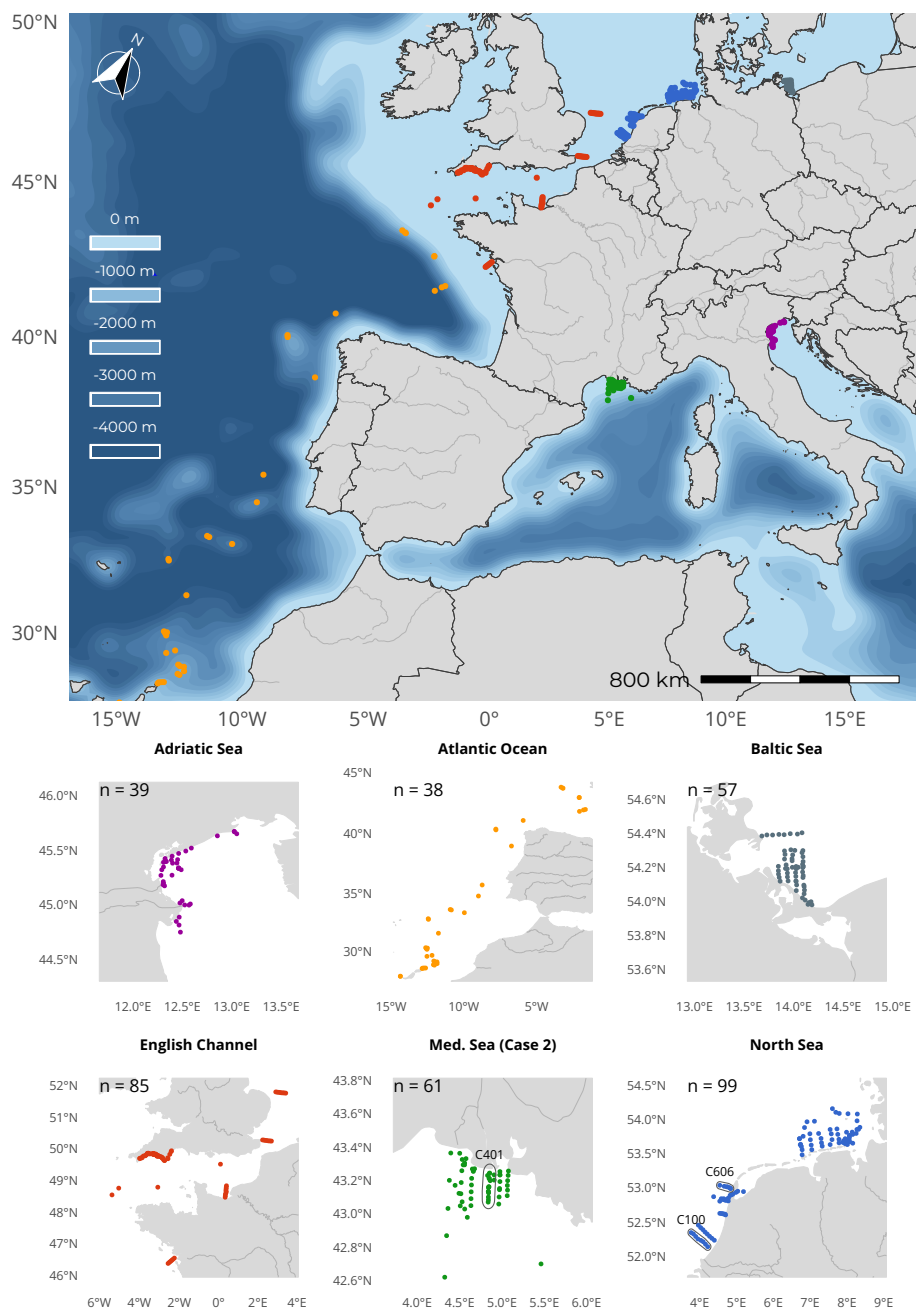 50°N
N
45°N
0 m
-1000 m
-2000 m
40°N
-3000 m
-4000 m
35°N
30°N
800 km
15°W 10°W 5°W 0° 5°E 10°E 15°E
Adriatic Sea
n = 39
46.0°N
45.5°N
45.0°N
44.5°N
12.0°E 12.5°E 13.0°E 13.5°E
Atlantic Ocean
n = 38
45°N
40°N
35°N
30°N
15°W 10°W 5°W
Baltic Sea
n = 57
54.6°N
54.4°N
54.2°N
54.0°N
53.8°N
53.6°N
13.0°E 13.5°E 14.0°E 14.5°E 15.0°E
English Channel
n = 85
52°N
51°N
50°N
49°N
48°N
47°N
46°N
6°W 4°W 2°W 0° 2°E 4°E
Med. Sea (Case 2)
n = 61
43.8°N
43.6°N
43.4°N
C401
43.2°N
43.0°N
42.8°N
42.6°N
4.0°E 4.5°E 5.0°E 5.5°E 6.0°E
North Sea
n = 99
54.5°N
54.0°N
53.5°N
C606
53.0°N
C100
52.5°N
52.0°N
4°E 5°E 6°E 7°E 8°E 9°E